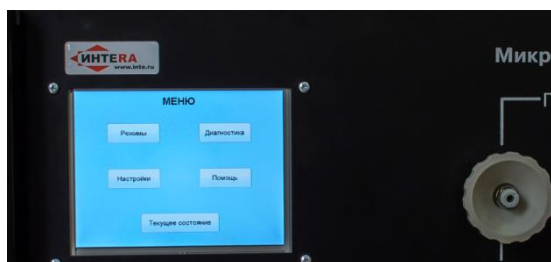 ИНТЕRA
www.inte.ru
Микр
МЕНЮ
Режимы
Диагностика
Настройки
Помощь
Текущее состояние